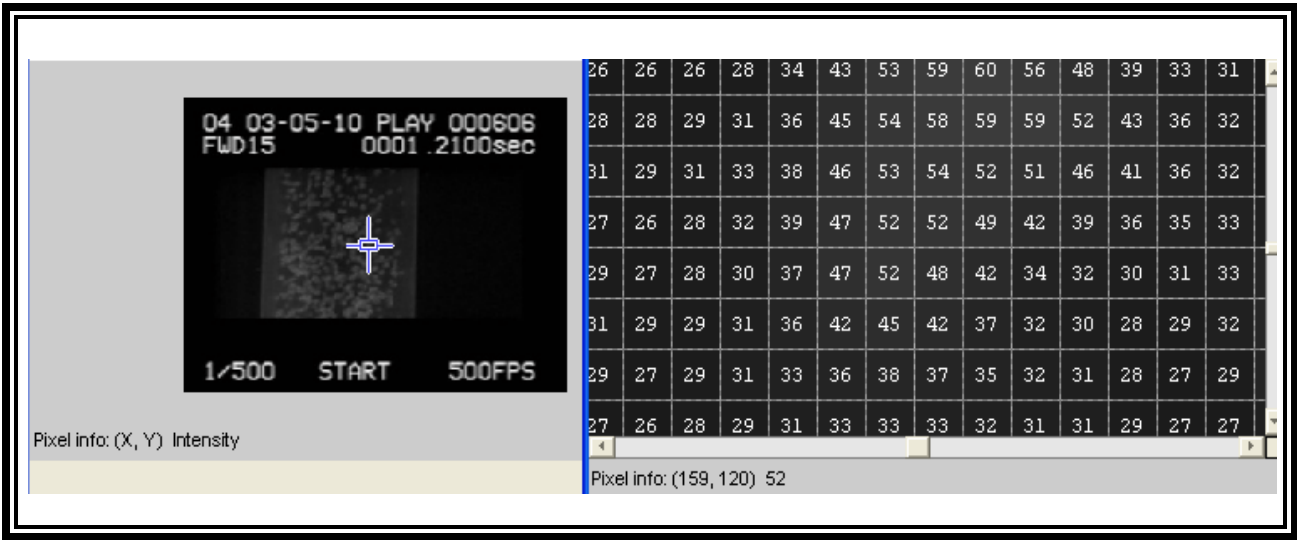 04 03-05-10 PLAY 000606
FWD15 0001.2100sec
1/500 START 500FPS
Pixel info: (X, Y) Intensity
26 26 26 28 34 43 53 59 60 56 48 39 33 31
28 28 29 31 36 45 54 58 59 59 52 43 36 32
31 29 31 33 38 46 53 54 52 51 46 41 36 32
27 26 28 32 39 47 52 52 49 42 39 36 35 33
29 27 28 30 37 47 52 48 42 34 32 30 31 33
31 29 29 31 36 42 45 42 37 32 30 28 29 32
29 27 29 31 33 36 38 37 35 32 31 28 27 29
27 26 28 29 31 33 33 33 32 31 31 29 27 27
Pixel info: (159, 120) 52